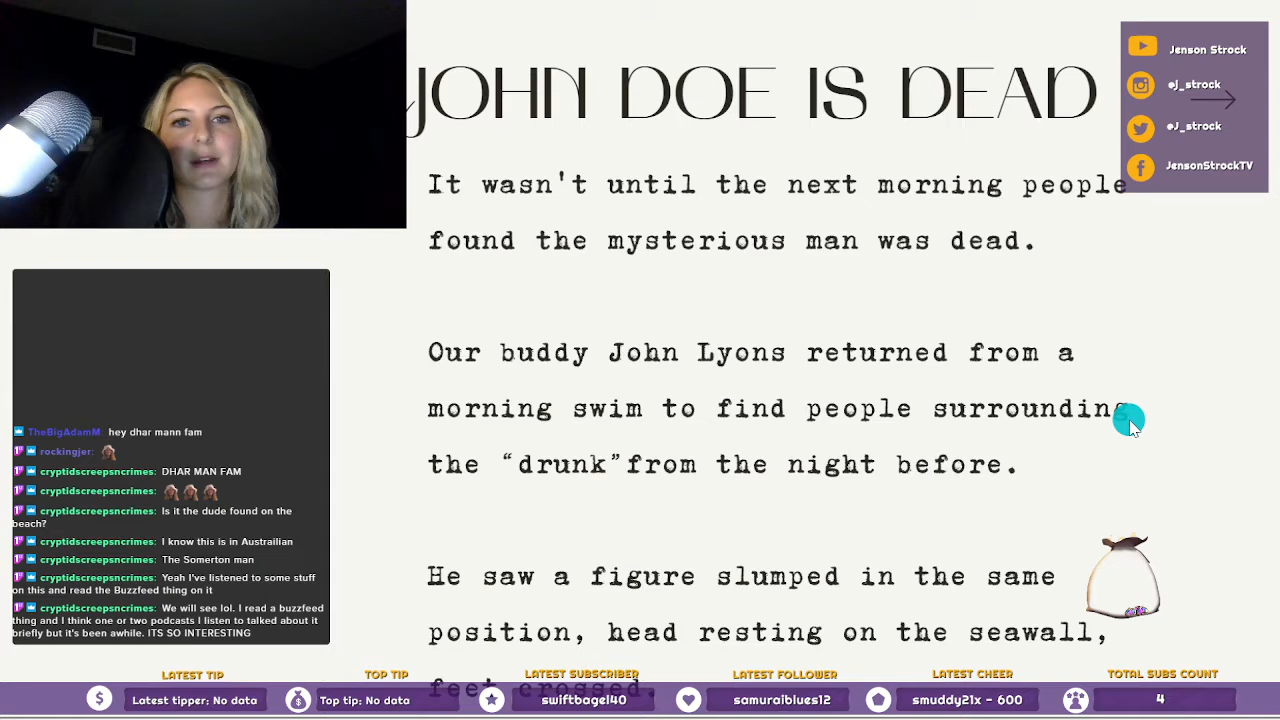 JOHN DOE IS DEAD
It wasn't until the next morning people
found the mysterious man was dead.
Our buddy John Lyons returned from a
morning swim to find people surrounding
the “drunk”from the night before.
He saw a figure slumped in the same
position, head resting on the seawall,
feet crossed.
Jenson Strock
@J_strock
@J_strock
JensonStrockTV
TheBigAdamM: hey dhar mann fam
rockingjer:
cryptidscreepsncrimes: DHAR MAN FAM
cryptidscreepsncrimes:
cryptidscreepsncrimes: Is it the dude found on the
beach?
cryptidscreepsncrimes: I know this is in Austrailian
cryptidscreepsncrimes: The Somerton man
cryptidscreepsncrimes: Yeah I've listened to some stuff
on this and read the Buzzfeed thing on it
cryptidscreepsncrimes: We will see lol. I read a buzzfeed
thing and I think one or two podcasts I listen to talked about it
briefly but it's been awhile. ITS SO INTERESTING
LATEST TIP
Latest tipper: No data
TOP TIP
Top tip: No data
LATEST SUBSCRIBER
swiftbagel40
LATEST FOLLOWER
samuraiblues12
LATEST CHEER
smuddy21x - 600
TOTAL SUBS COUNT
4